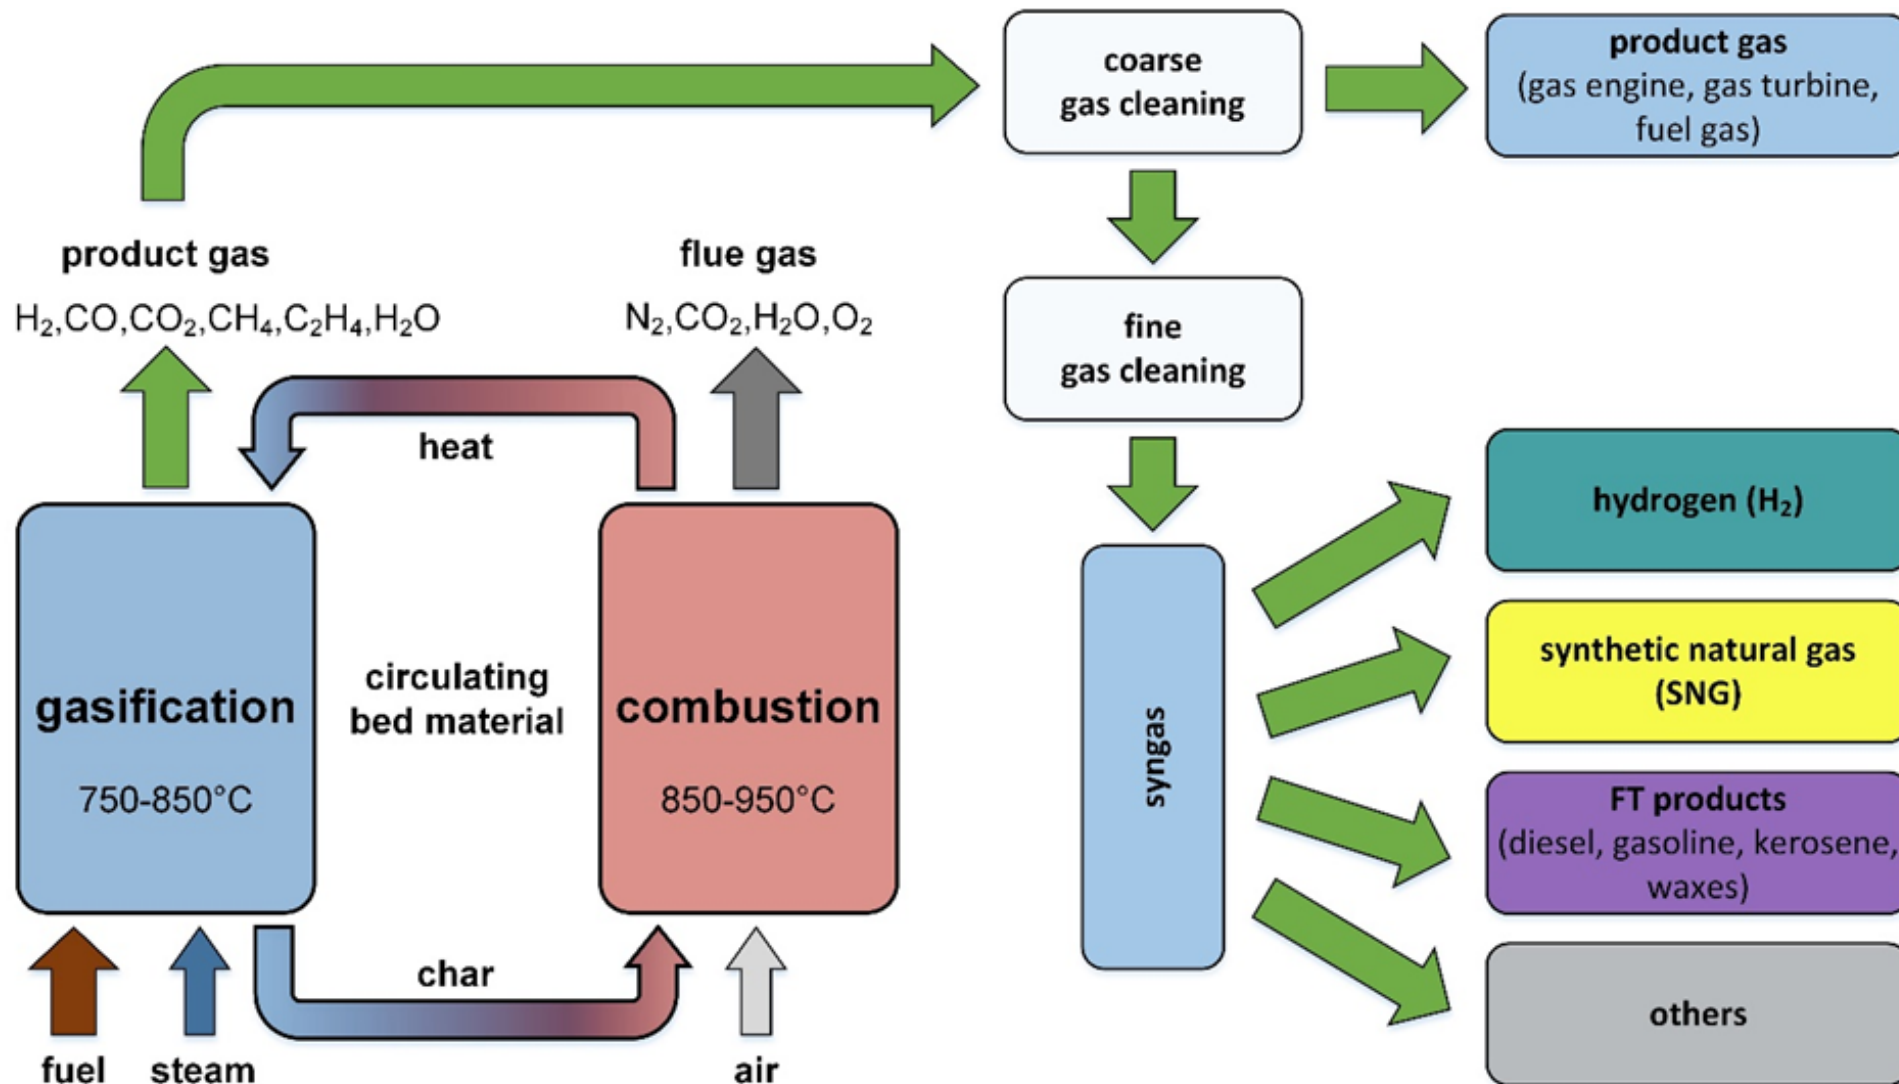 coarse
gas cleaning
product gas
(gas engine, gas turbine,
fuel gas)
product gas
H₂,CO,CO₂,CH₄,C₂H₄,H₂O
flue gas
N₂,CO₂,H₂O,O₂
fine
gas cleaning
heat
gasification
750-850°C
circulating
bed material
combustion
850-950°C
char
fuel
steam
air
syngas
hydrogen (H₂)
synthetic natural gas
(SNG)
FT products
(diesel, gasoline, kerosene,
waxes)
others